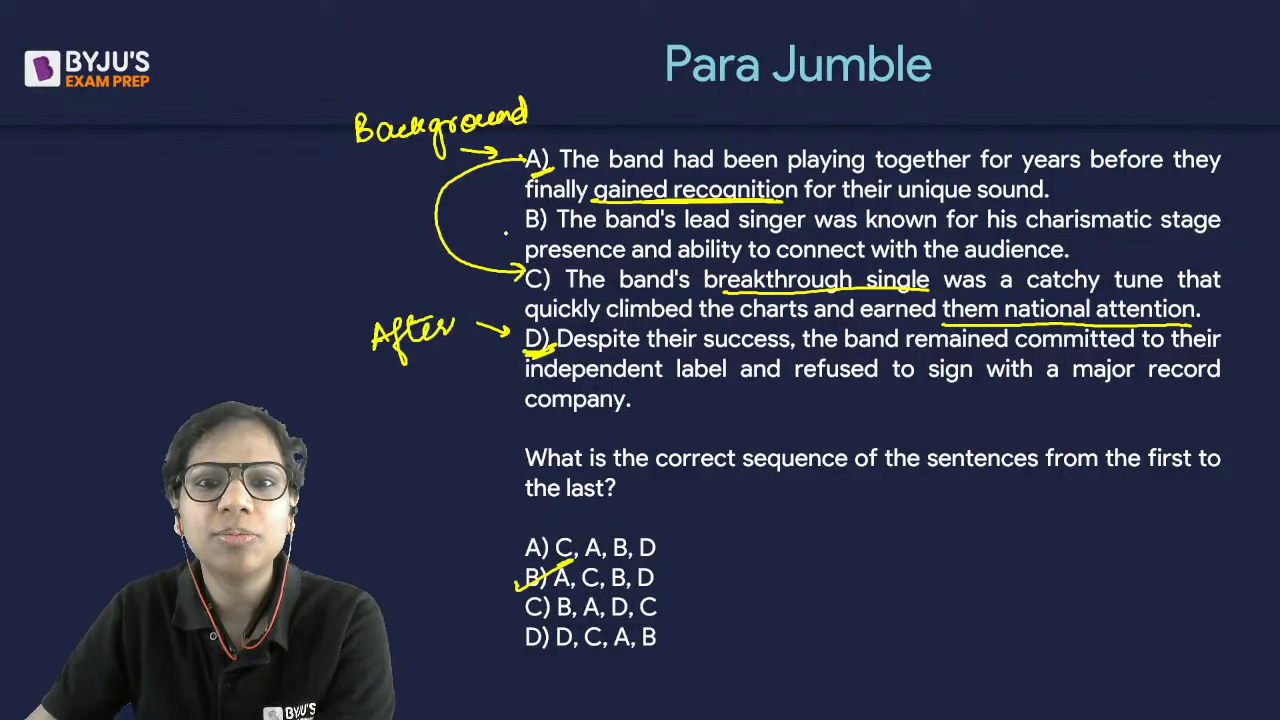 BYJU'S
EXAM PREP
Para Jumble
Background
A) The band had been playing together for years before they
finally gained recognition for their unique sound.
B) The band's lead singer was known for his charismatic stage
presence and ability to connect with the audience.
C) The band's breakthrough single was a catchy tune that
quickly climbed the charts and earned them national attention.
After
D) Despite their success, the band remained committed to their
independent label and refused to sign with a major record
company.
What is the correct sequence of the sentences from the first to
the last?
A) C, A, B, D
B) A, C, B, D
C) B, A, D, C
D) D, C, A, B
BYJU'S